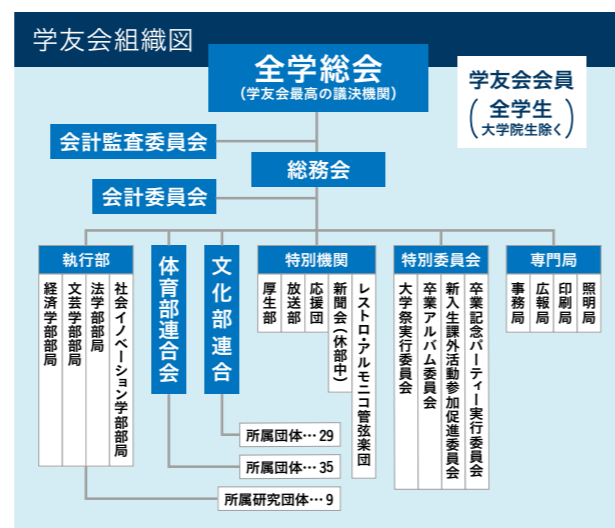 学友会組織図
全学総会
(学友会最高の議決機関)
学友会会員
全学生
大学院生除く
会計監査委員会
総務会
会計委員会
執行部
経済学部部局
文芸学部部局
法学部部局
社会イノベーション学部部局
体育部連合会
文化部連合
特別機関
厚生部
放送部
応援団
新聞会(休部中)
レストロ・アルモニコ管弦楽団
特別委員会
大学祭実行委員会
卒業アルバム委員会
新入生課外活動参加促進委員会
卒業記念パーティー実行委員会
専門局
事務局
広報局
印刷局
照明局
所属団体…29
所属団体…35
所属研究団体…9